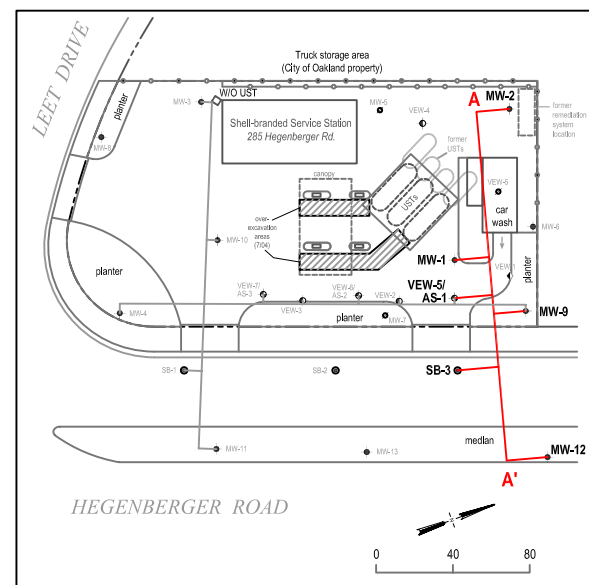 Truck storage area
(City of Oakland property)
LEET DRIVE
W/O UST
MW-3
Shell-branded Service Station
285 Hegenberger Rd.
MW-5
VEW-4
A
MW-2
former
remediation
system
location
planter
MW-8
former
USTs
canopy
USTs
VEW-5
car
wash
over-
excavation
areas
(7/04)
MW-6
MW-10
MW-1
VEW-1
planter
planter
VEW-5/
AS-1
VEW-7/
AS-3
VEW-6/
AS-2
VEW-3
VEW-2
MW-4
planter
MW-7
MW-9
SB-1
SB-2
SB-3
median
MW-11
MW-13
MW-12
A'
HEGENBERGER ROAD
0
40
80